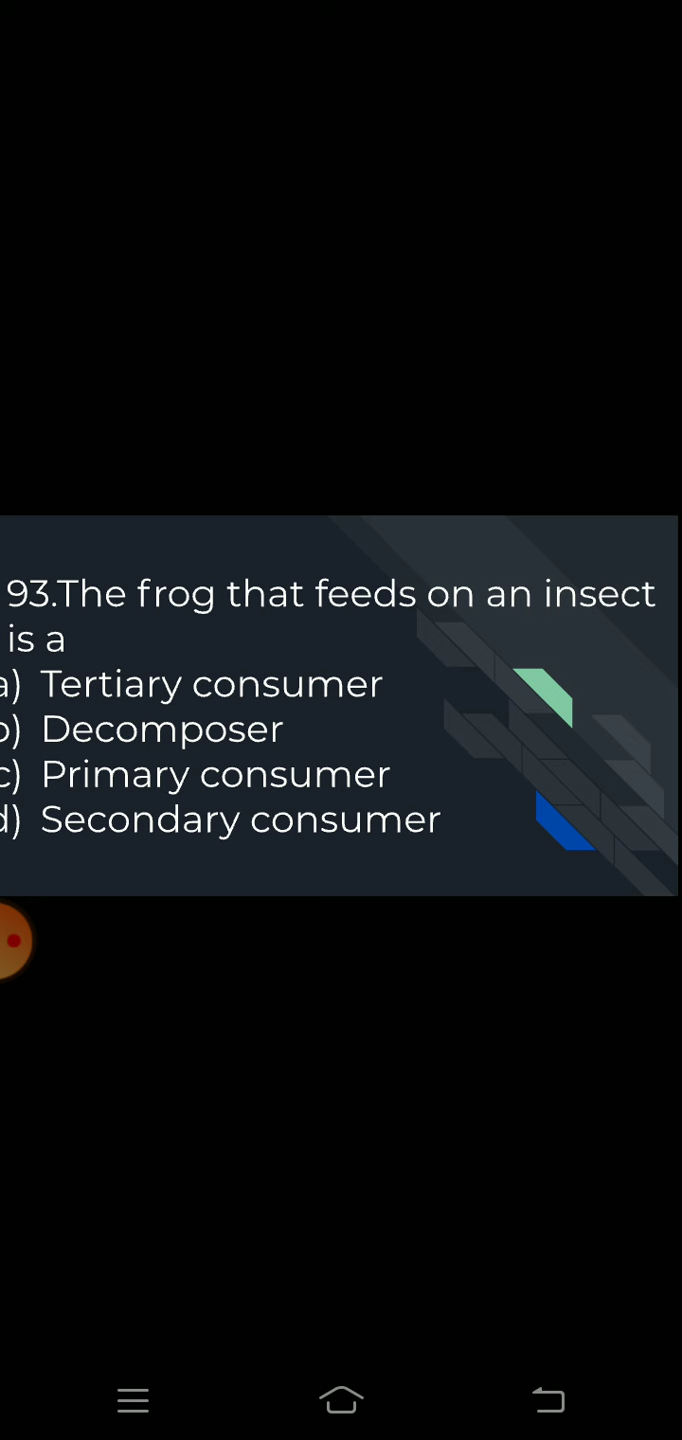 93.The frog that feeds on an insect
is a
a) Tertiary consumer
b) Decomposer
c) Primary consumer
d) Secondary consumer